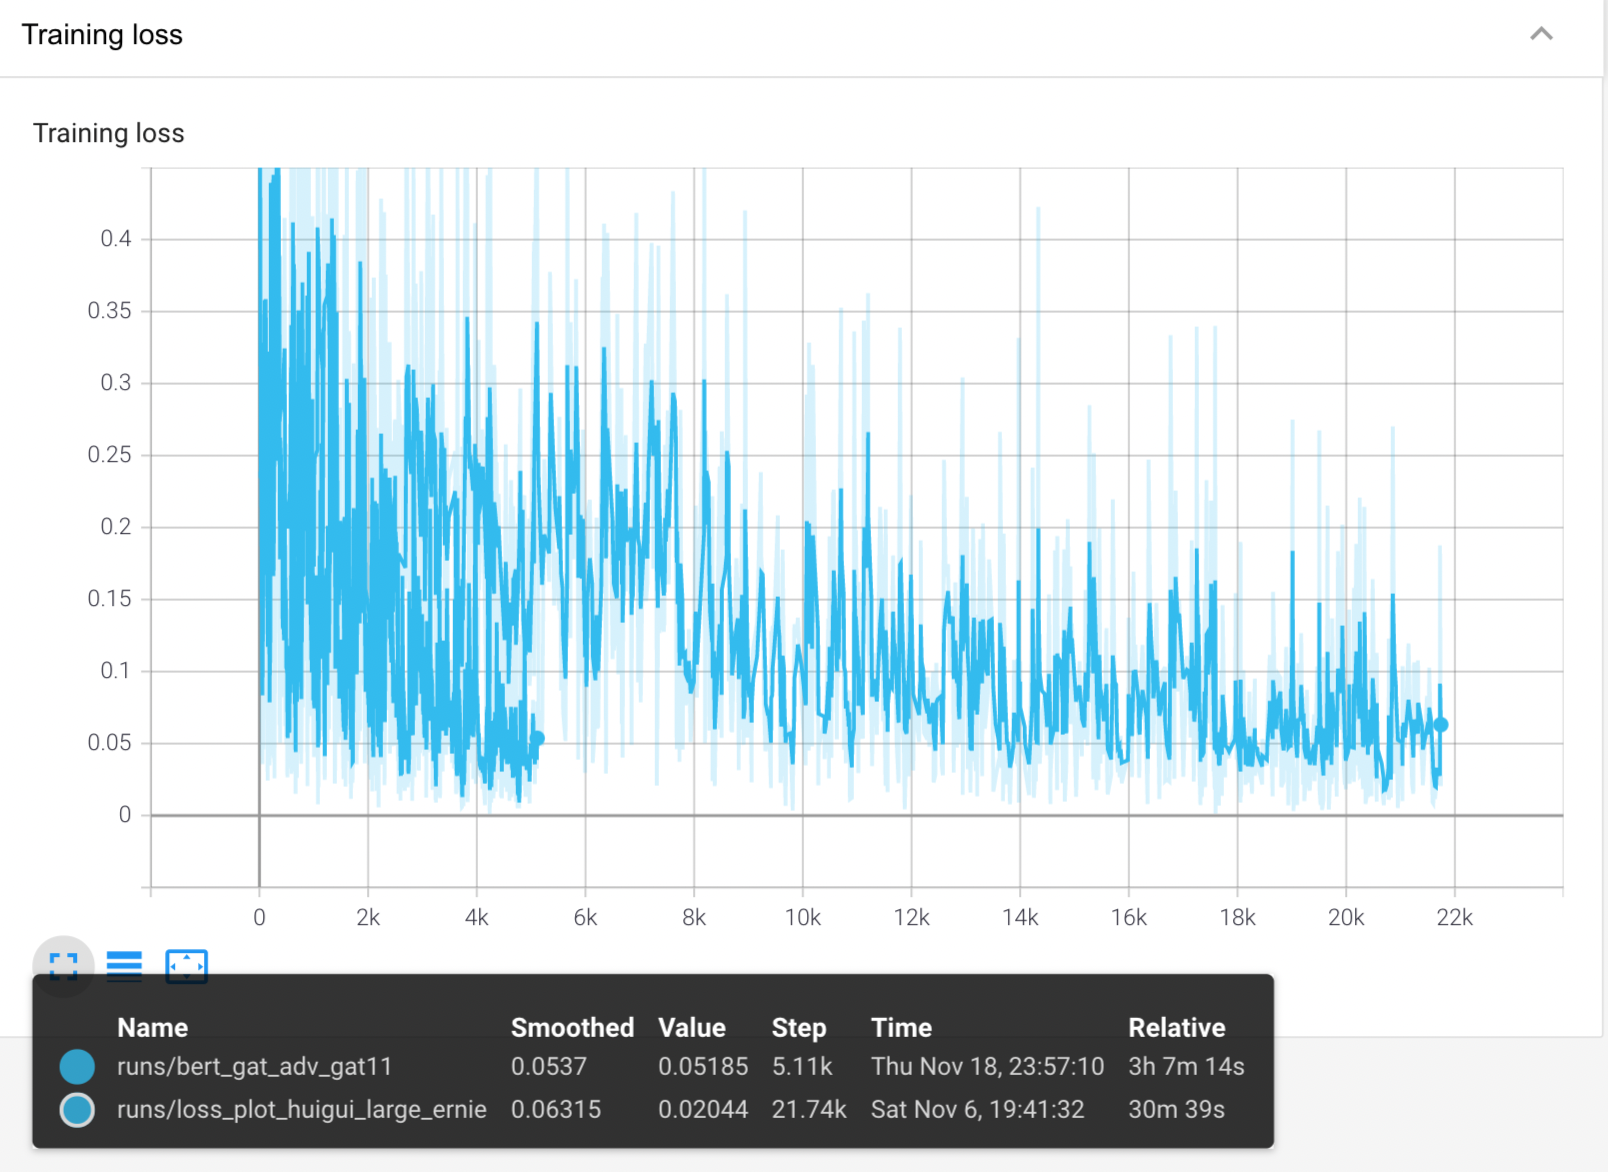 Training loss
Training loss
0.4
0.35
0.3
0.25
0.2
0.15
0.1
0.05
0
0 2k 4k 6k 8k 10k 12k 14k 16k 18k 20k 22k
Name Smoothed Value Step Time Relative
runs/bert_gat_adv_gat11 0.0537 0.05185 5.11k Thu Nov 18, 23:57:10 3h 7m 14s
runs/loss_plot_huigui_large_ernie 0.06315 0.02044 21.74k Sat Nov 6, 19:41:32 30m 39s